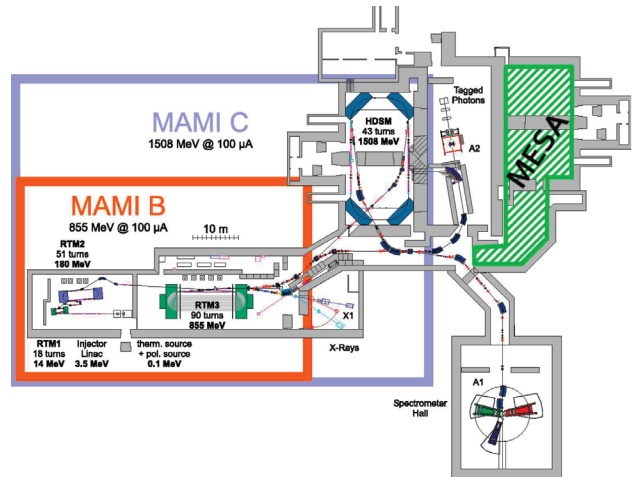 MAMI C
1508 MeV @ 100 µA
HDSM
43 turns
1508 MeV
Tagged
Photons
A2
MESA
MAMI B
855 MeV @ 100 µA
10 m
RTM2
51 turns
180 MeV
RTM3
90 turns
855 MeV
X1
X-Rays
RTM1
18 turns
14 MeV
Injector
Linac
3.5 MeV
therm. source
+ pol. source
0.1 MeV
A1
Spectrometer
Hall